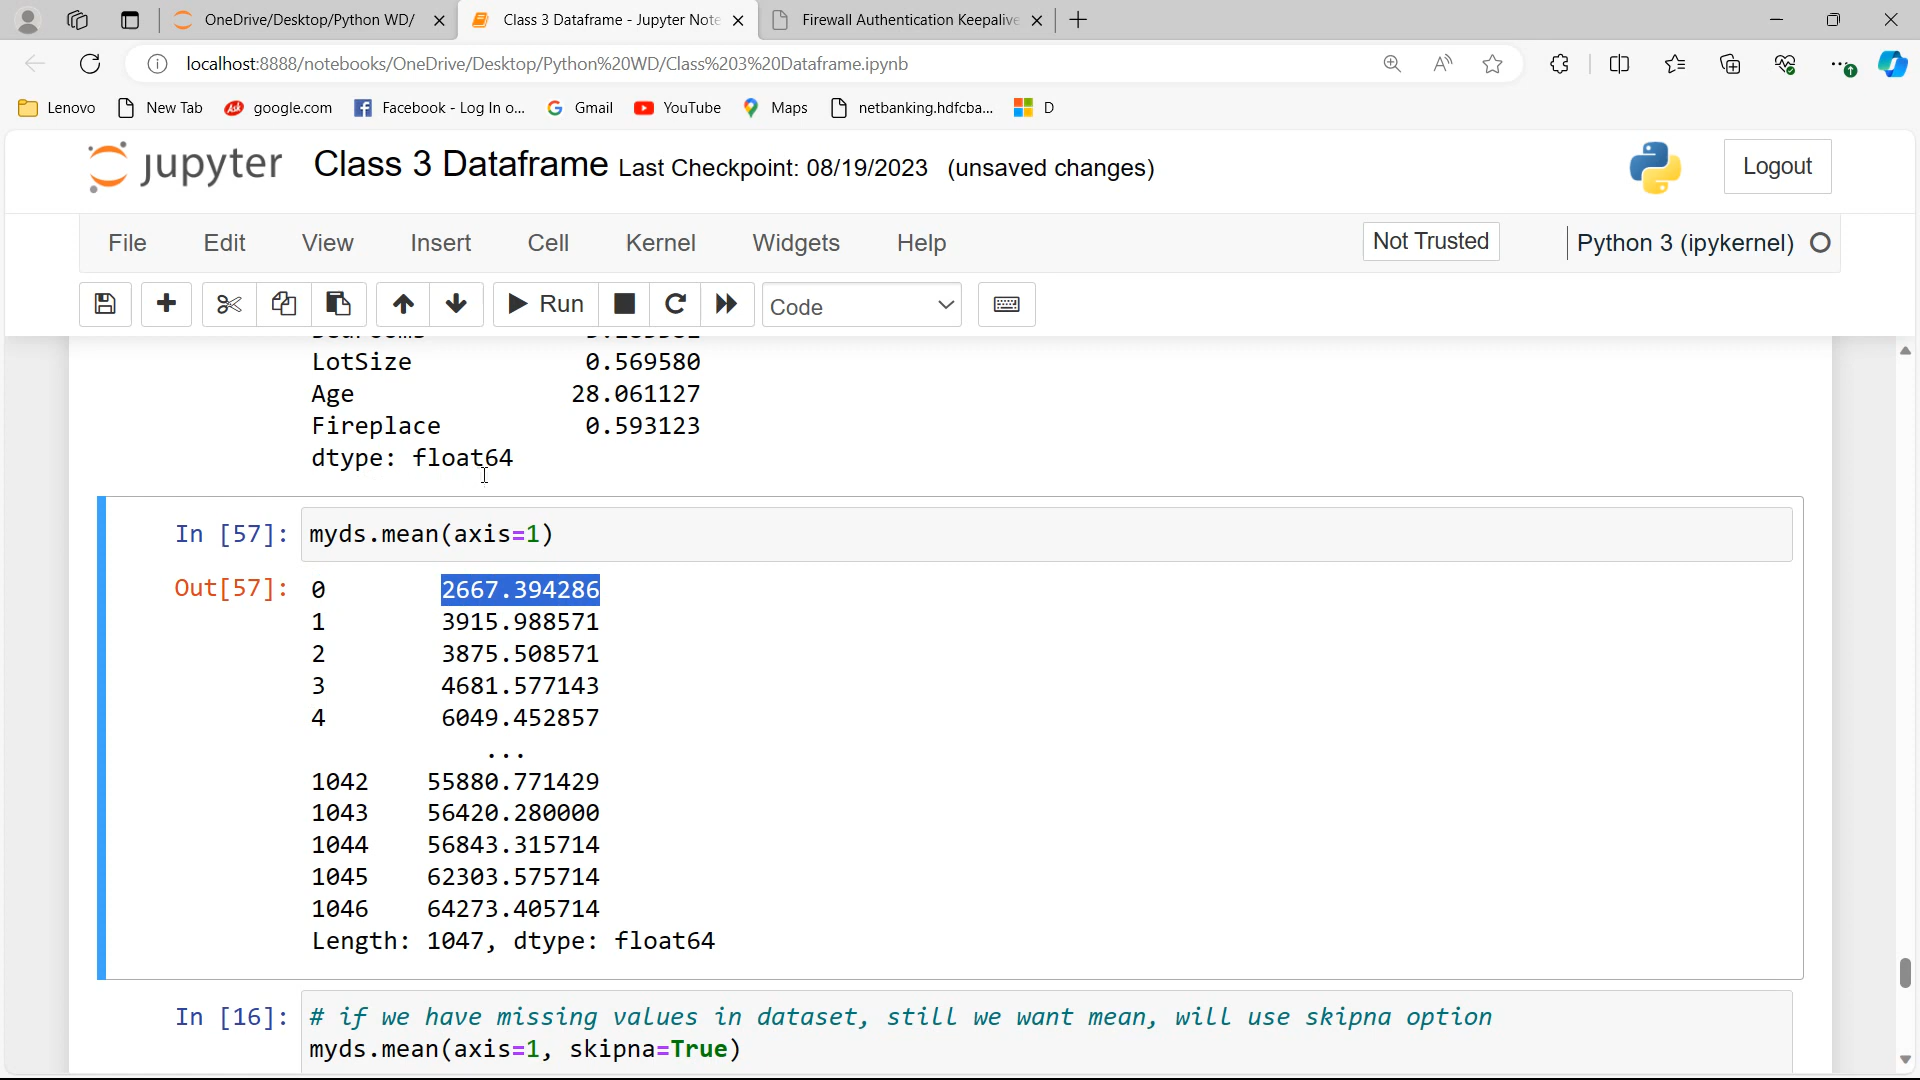 OneDrive/Desktop/Python WD/
Class 3 Dataframe - Jupyter Note
Firewall Authentication Keepalive
localhost:8888/notebooks/OneDrive/Desktop/Python%20WD/Class%203%20Dataframe.ipynb
Lenovo New Tab google.com Facebook - Log In o... Gmail YouTube Maps netbanking.hdfcba... D
jupyter Class 3 Dataframe Last Checkpoint: 08/19/2023 (unsaved changes)
Logout
File Edit View Insert Cell Kernel Widgets Help Not Trusted Python 3 (ipykernel)
Run Code
LotSize 0.569580
Age 28.061127
Fireplace 0.593123
dtype: float64
In [57]: myds.mean(axis=1)
Out[57]: 0 2667.394286
1 3915.988571
2 3875.508571
3 4681.577143
4 6049.452857
...
1042 55880.771429
1043 56420.280000
1044 56843.315714
1045 62303.575714
1046 64273.405714
Length: 1047, dtype: float64
In [16]: # if we have missing values in dataset, still we want mean, will use skipna option
myds.mean(axis=1, skipna=True)